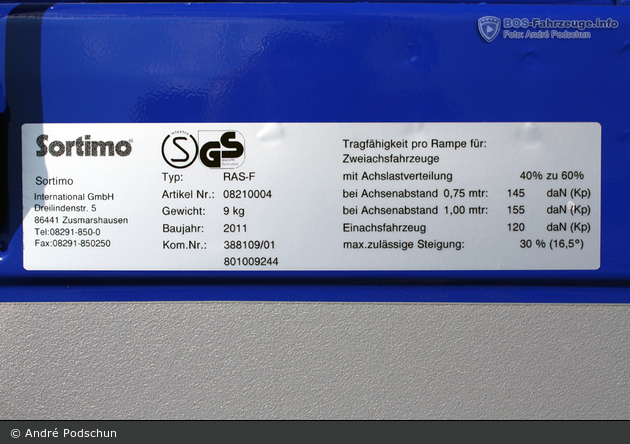 BOS-Fahrzeuge.info
Foto: André Podschun
Sortimo
Sortimo
International GmbH
Dreilindenstr. 5
86441 Zusmarshausen
Tel:08291-850-0
Fax:08291-850250
S GS
Typ: RAS-F
Artikel Nr.: 08210004
Gewicht: 9 kg
Baujahr: 2011
Kom.Nr.: 388109/01
801009244
Tragfähigkeit pro Rampe für:
Zweiachsfahrzeuge
mit Achslastverteilung 40% zu 60%
bei Achsenabstand 0,75 mtr: 145 daN (Kp)
bei Achsenabstand 1,00 mtr: 155 daN (Kp)
Einachsfahrzeug 120 daN (Kp)
max.zulässige Steigung: 30 % (16,5°)
© André Podschun